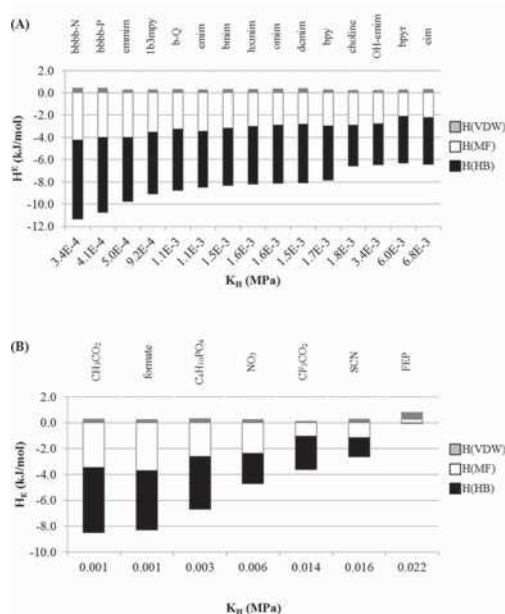 (A)
bbbb-N
bbbb-P
emmim
1b3mpy
b-Q
emim
bmim
hxmim
omim
dcmim
bpy
choline
OH-emim
bpyr
eim
2.0
0.0
-2.0
-4.0
-6.0
-8.0
-10.0
-12.0
H^E (kJ/mol)
H(VDW)
H(MF)
H(HB)
3.4E-4
4.1E-4
5.0E-4
9.2E-4
1.1E-3
1.1E-3
1.5E-3
1.6E-3
1.6E-3
1.5E-3
1.7E-3
1.8E-3
3.4E-3
6.0E-3
6.8E-3
K_H (MPa)
(B)
CH₃CO₂
formate
C₄H₁₀PO₄
NO₃
CF₃CO₂
SCN
FEP
2.0
0.0
-2.0
-4.0
-6.0
-8.0
-10.0
H_E (kJ/mol)
H(VDW)
H(MF)
H(HB)
0.001
0.001
0.003
0.006
0.014
0.016
0.022
K_H (MPa)